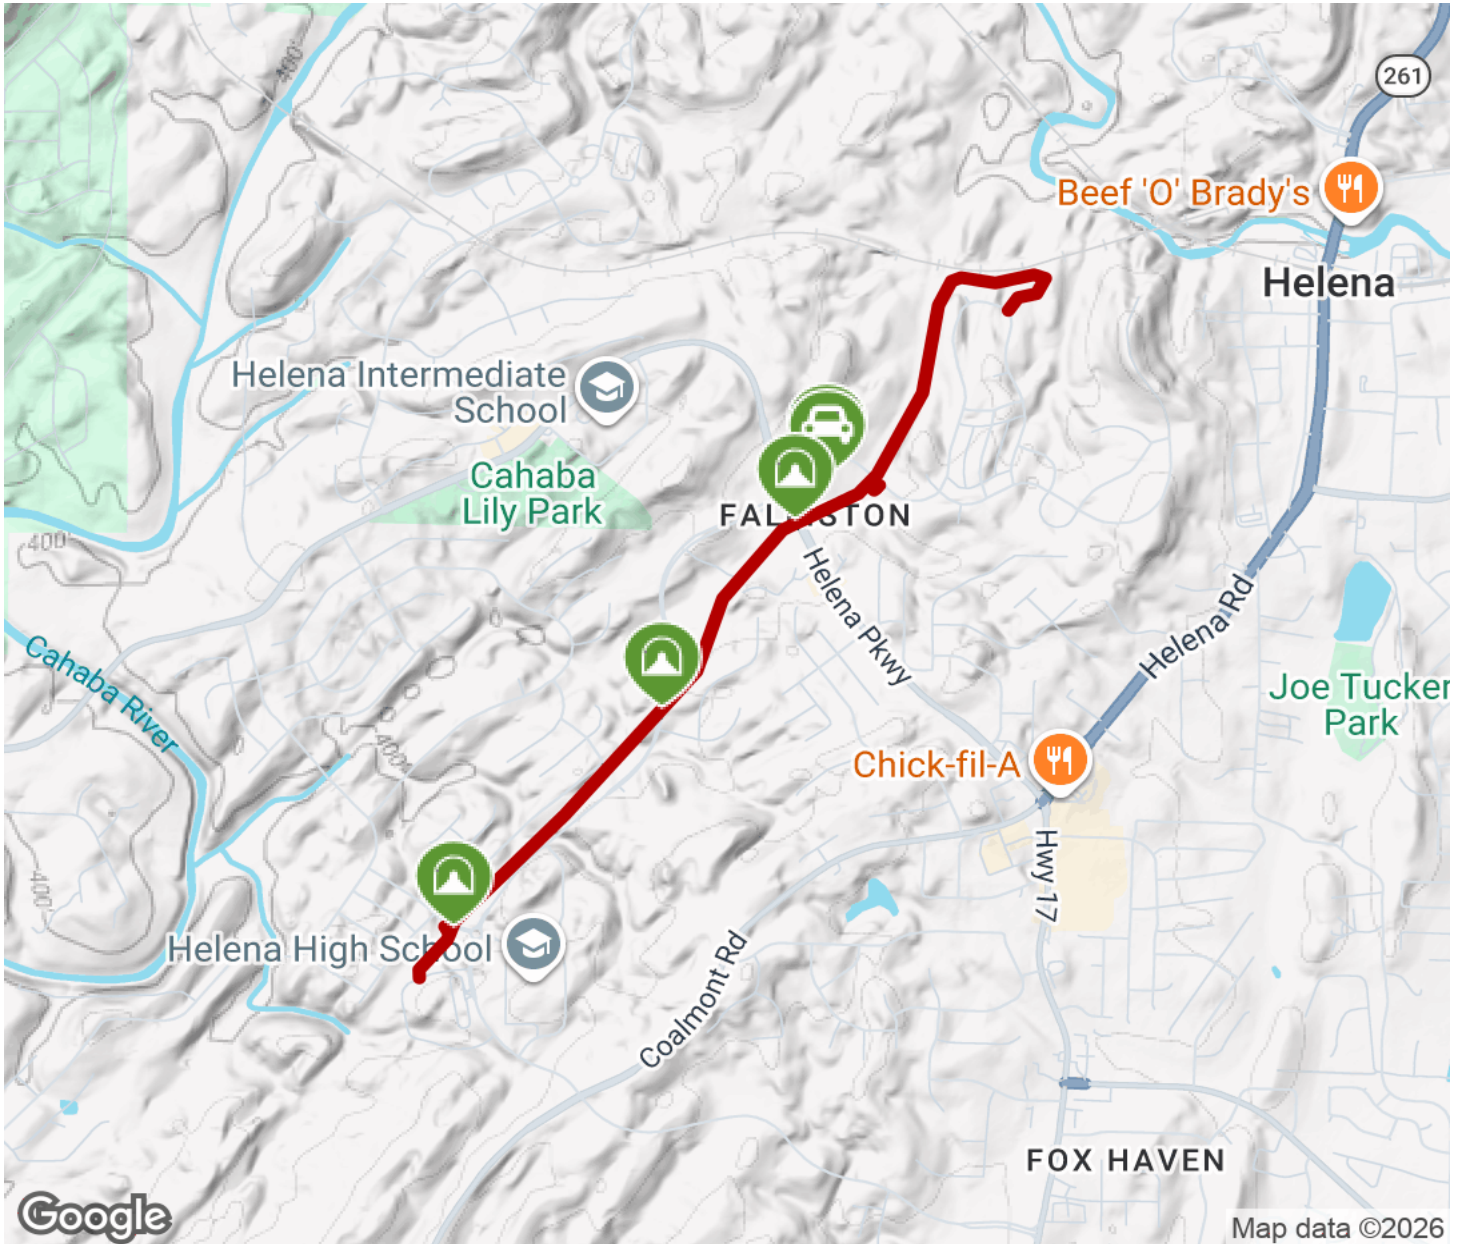 400'
261
Beef 'O' Brady's
Helena
Helena Intermediate
School
Cahaba
Lily Park
400
Helena Pkwy
Helena Rd
Cahaba River
Joe Tucker
Park
400
Chick-fil-A
Hwy 17
400
Helena High School
Coalmont Rd
FOX HAVEN
Google
Map data ©2026